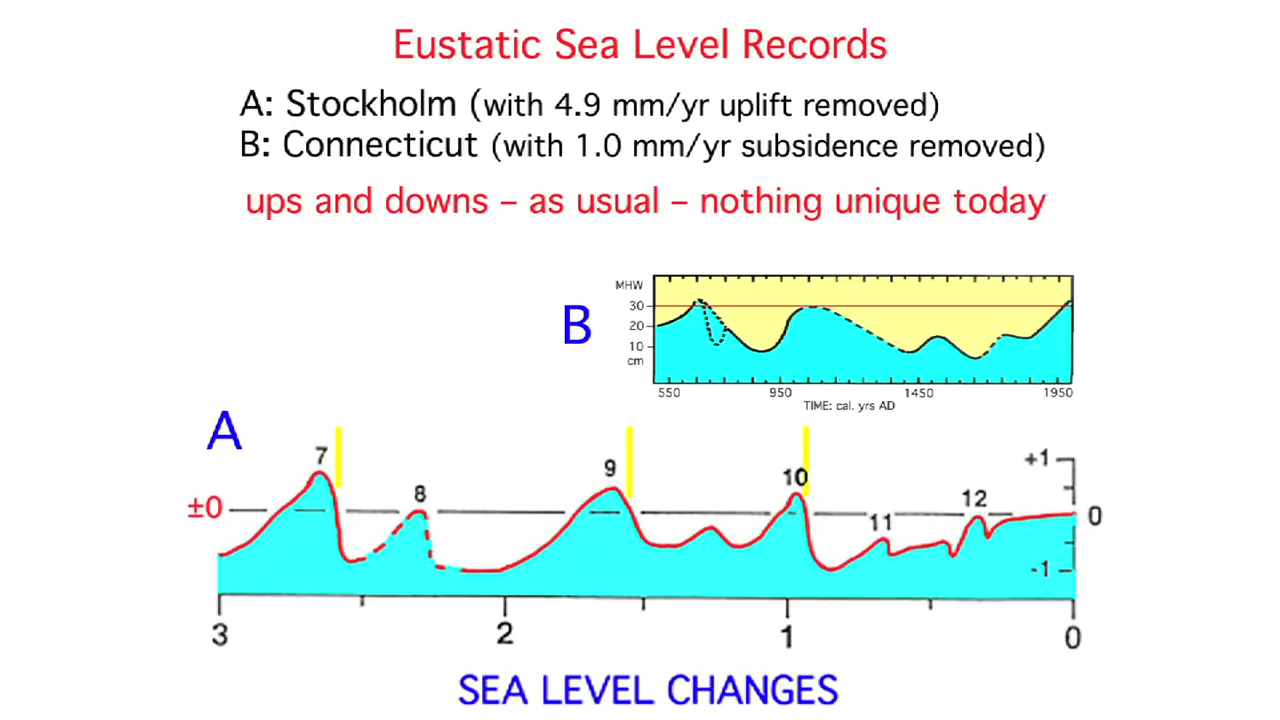 Eustatic Sea Level Records
A: Stockholm (with 4.9 mm/yr uplift removed)
B: Connecticut (with 1.0 mm/yr subsidence removed)
ups and downs – as usual – nothing unique today
B
MHW
30
20
10
cm
550 950 1450 1950
TIME: cal. yrs AD
A
7 8 9 10 11 12
±0
+1
0
-1
3 2 1 0
SEA LEVEL CHANGES